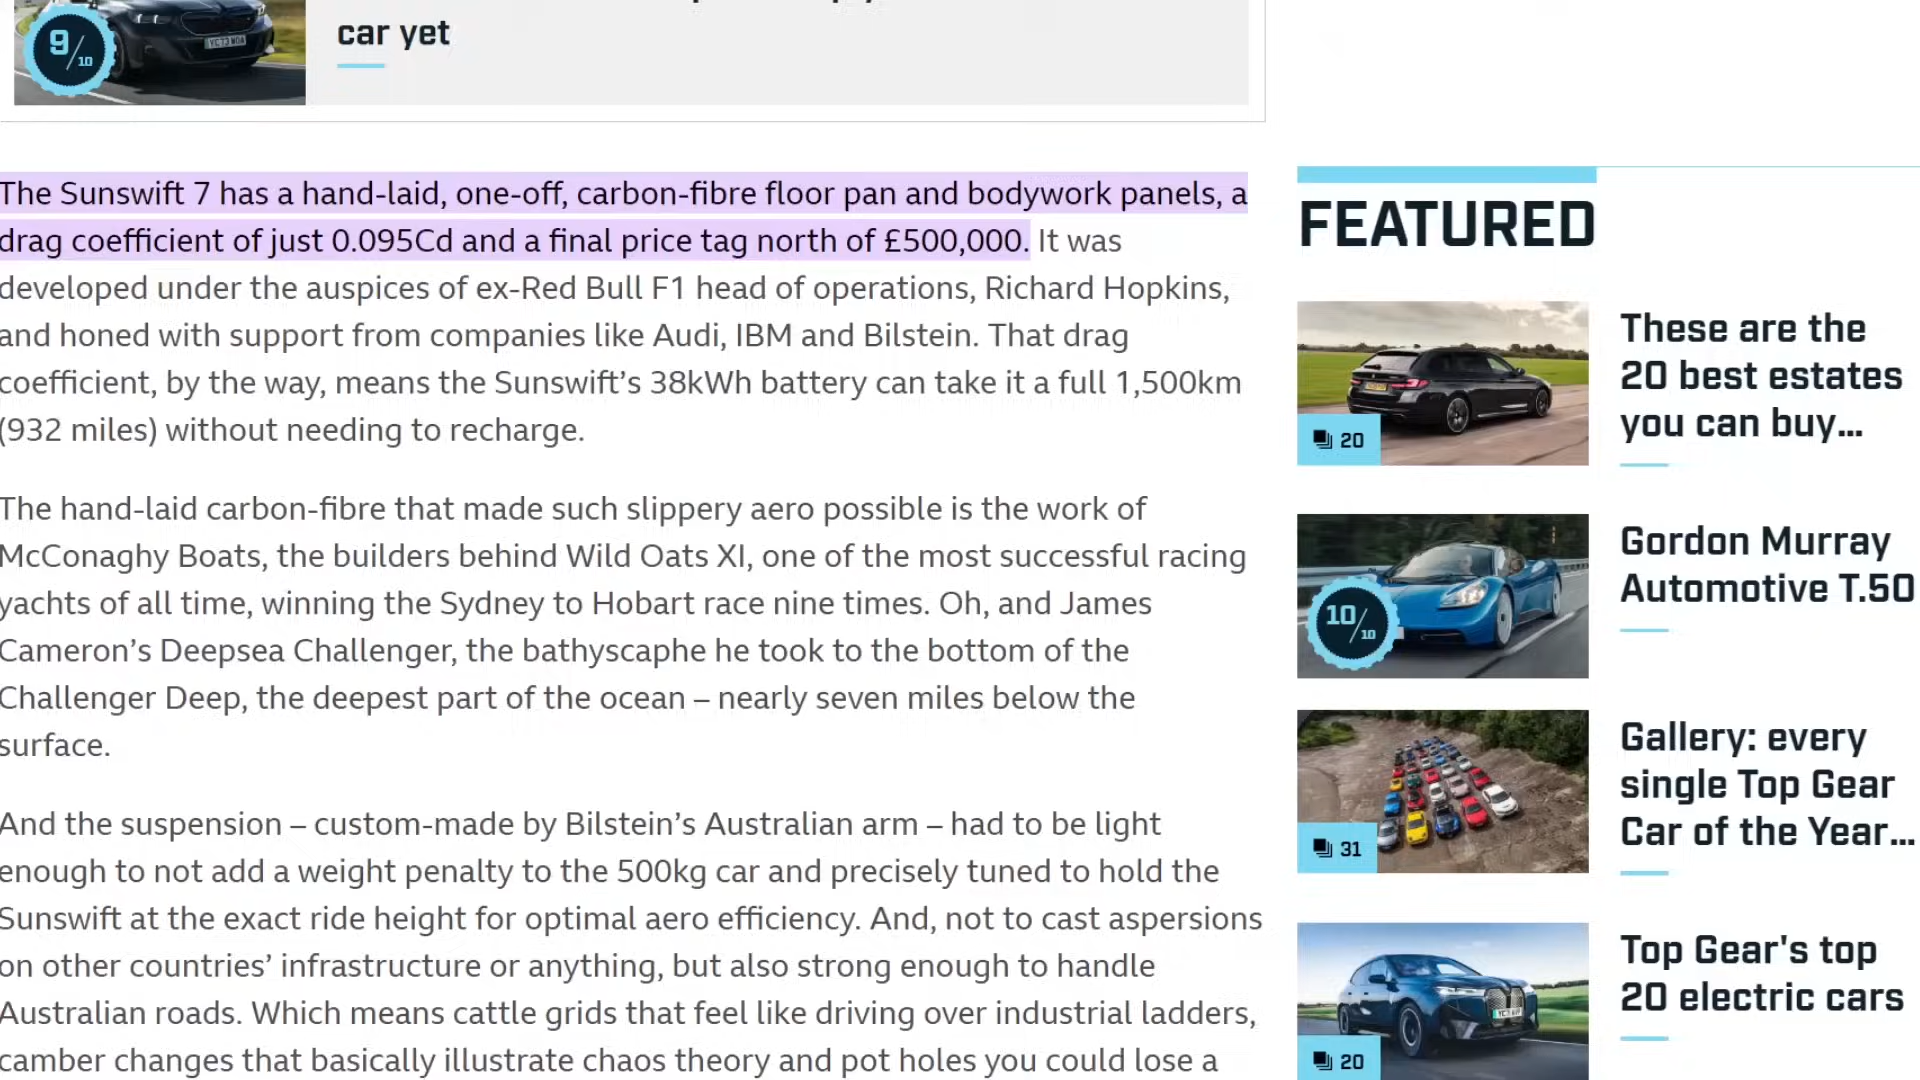 car yet
9/10
YC73 WOA
The Sunswift 7 has a hand-laid, one-off, carbon-fibre floor pan and bodywork panels, a
drag coefficient of just 0.095Cd and a final price tag north of £500,000. It was
developed under the auspices of ex-Red Bull F1 head of operations, Richard Hopkins,
and honed with support from companies like Audi, IBM and Bilstein. That drag
coefficient, by the way, means the Sunswift’s 38kWh battery can take it a full 1,500km
(932 miles) without needing to recharge.
The hand-laid carbon-fibre that made such slippery aero possible is the work of
McConaghy Boats, the builders behind Wild Oats XI, one of the most successful racing
yachts of all time, winning the Sydney to Hobart race nine times. Oh, and James
Cameron’s Deepsea Challenger, the bathyscaphe he took to the bottom of the
Challenger Deep, the deepest part of the ocean – nearly seven miles below the
surface.
And the suspension – custom-made by Bilstein’s Australian arm – had to be light
enough to not add a weight penalty to the 500kg car and precisely tuned to hold the
Sunswift at the exact ride height for optimal aero efficiency. And, not to cast aspersions
on other countries’ infrastructure or anything, but also strong enough to handle
Australian roads. Which means cattle grids that feel like driving over industrial ladders,
camber changes that basically illustrate chaos theory and pot holes you could lose a
FEATURED
20
These are the
20 best estates
you can buy...
10/10
Gordon Murray
Automotive T.50
31
Gallery: every
single Top Gear
Car of the Year...
20
Top Gear's top
20 electric cars